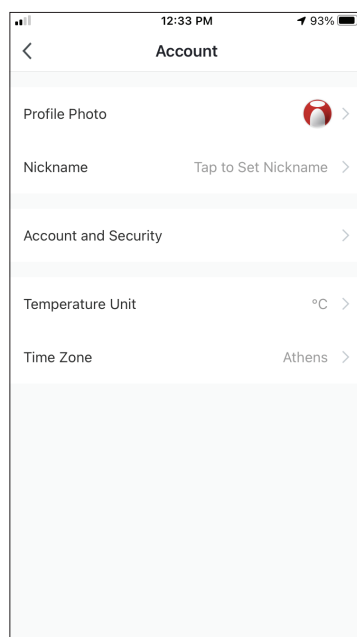 12:33 PM 93%
Account
Profile Photo
Nickname Tap to Set Nickname
Account and Security
Temperature Unit °C
Time Zone Athens